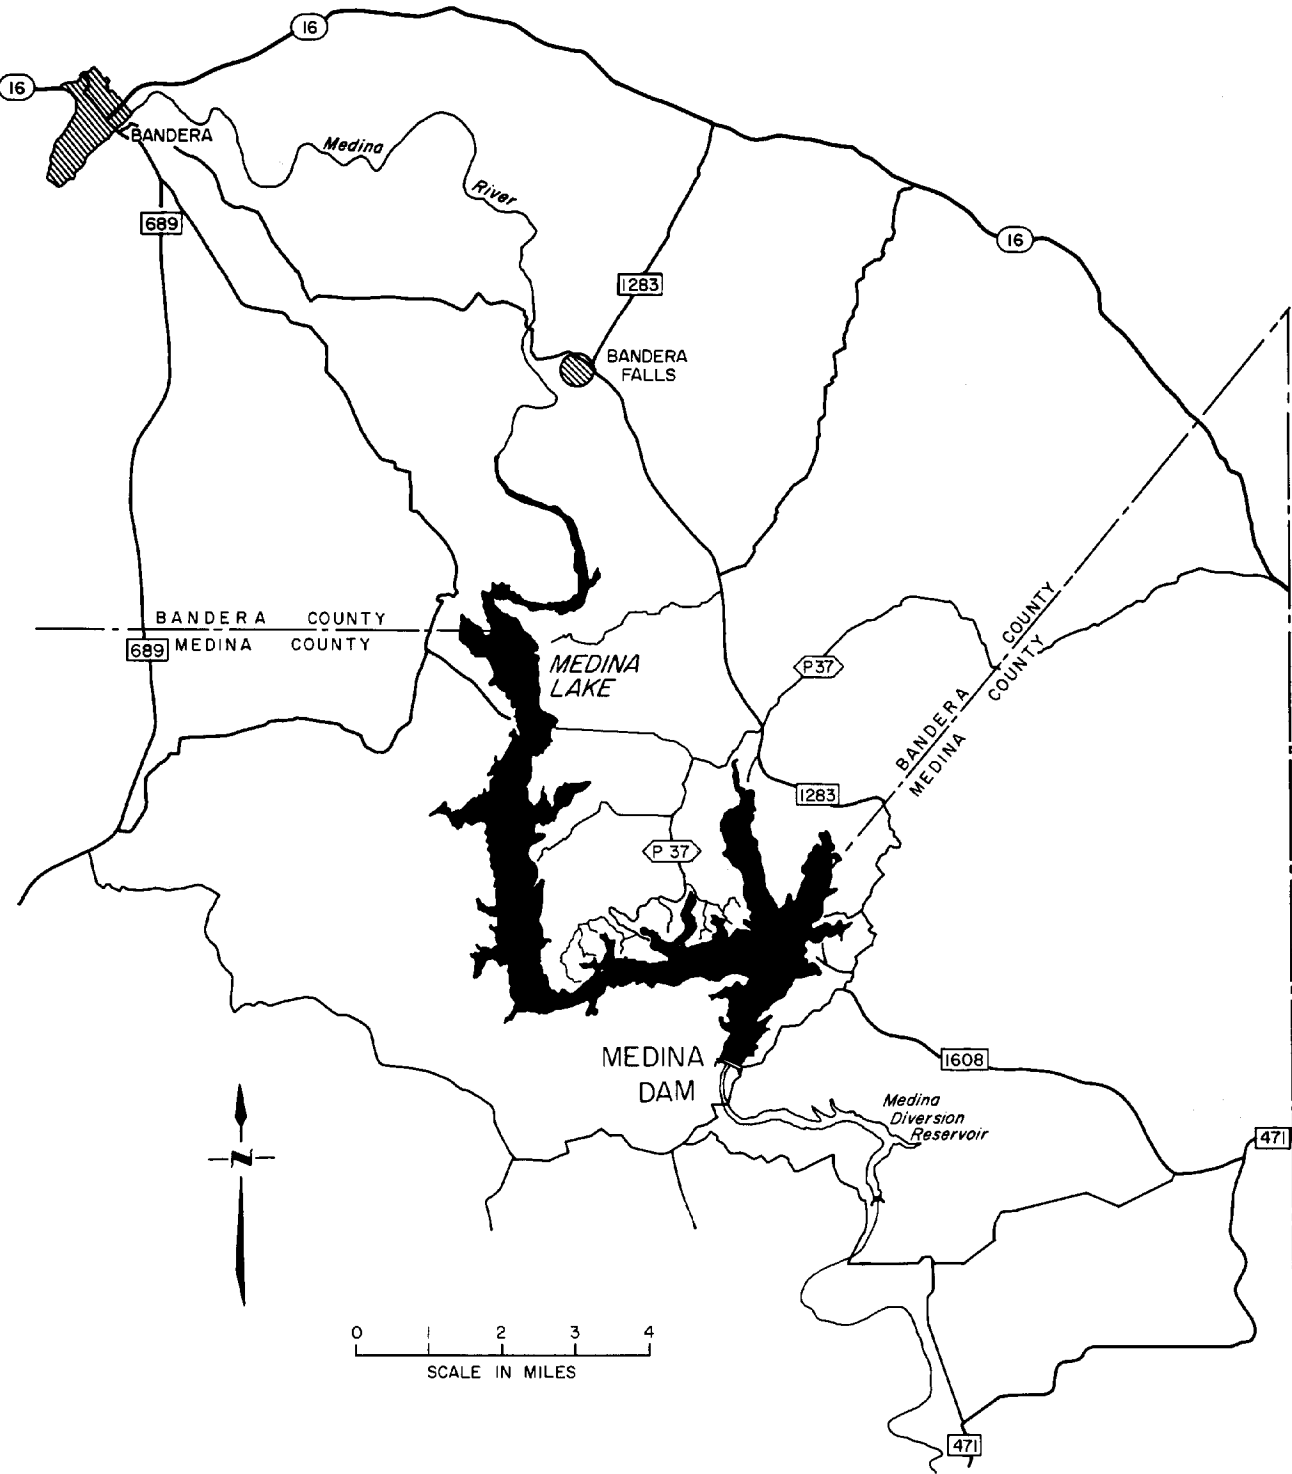 16
16
BANDERA
Medina
River
689
16
1283
BANDERA
FALLS
BANDERA COUNTY
689
MEDINA COUNTY
MEDINA
LAKE
P37
BANDERA COUNTY
MEDINA COUNTY
1283
P 37
MEDINA
DAM
1608
Medina
Diversion
Reservoir
471
N
0 1 2 3 4
SCALE IN MILES
471